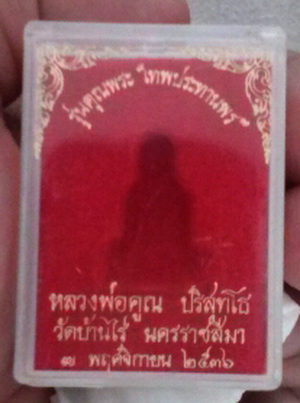 รุ่นคุณพระ "เทพประทานพร"
หลวงพ่อคูณ ปริสุทฺโธ
วัดบ้านไร่ นครราชสีมา
๗ พฤศจิกายน ๒๕๓๖